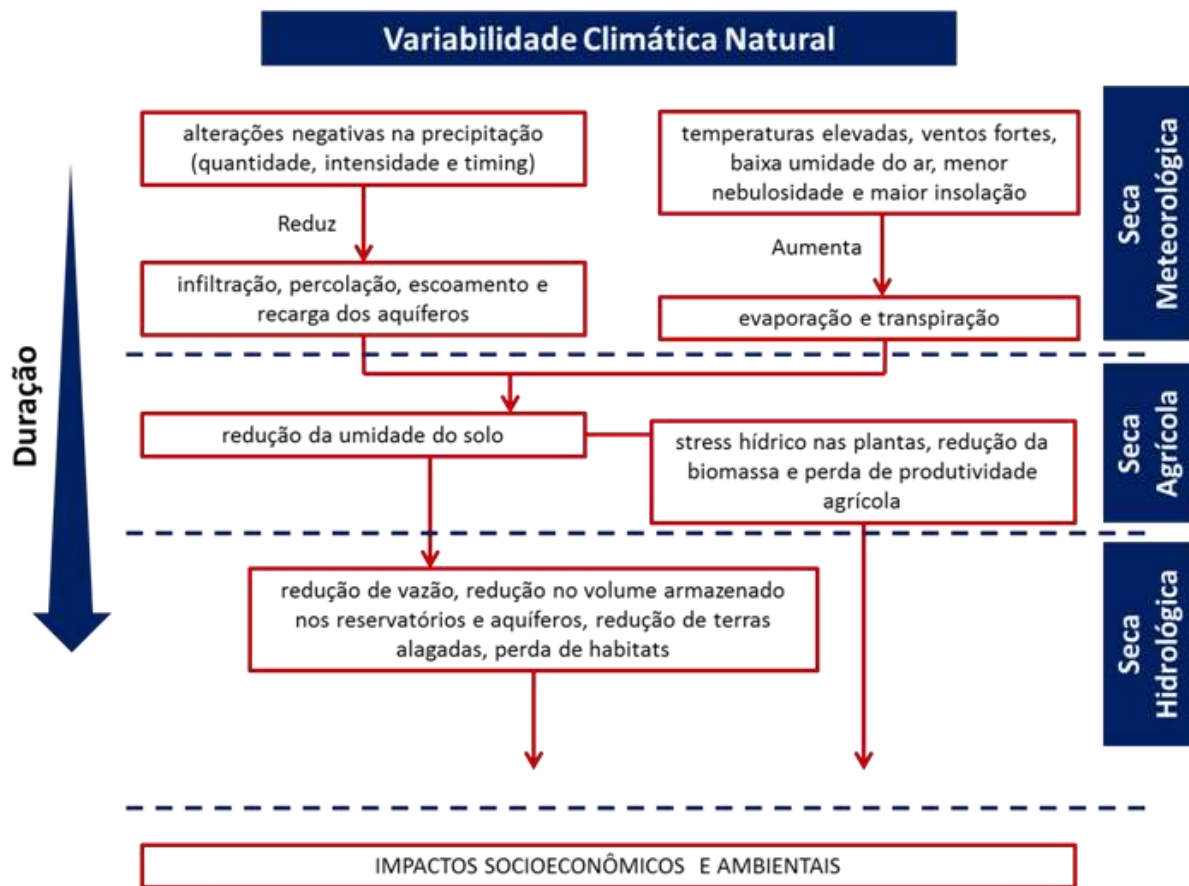 Variabilidade Climática Natural
alterações negativas na precipitação
(quantidade, intensidade e timing)
temperaturas elevadas, ventos fortes,
baixa umidade do ar, menor
nebulosidade e maior insolação
Seca
Meteorológica
Reduz
Aumenta
infiltração, percolação, escoamento e
recarga dos aquíferos
evaporação e transpiração
Duração
redução da umidade do solo
stress hídrico nas plantas, redução da
biomassa e perda de produtividade
agrícola
Seca
Agrícola
redução de vazão, redução no volume armazenado
nos reservatórios e aquíferos, redução de terras
alagadas, perda de habitats
Seca
Hidrológica
IMPACTOS SOCIOECONÔMICOS E AMBIENTAIS